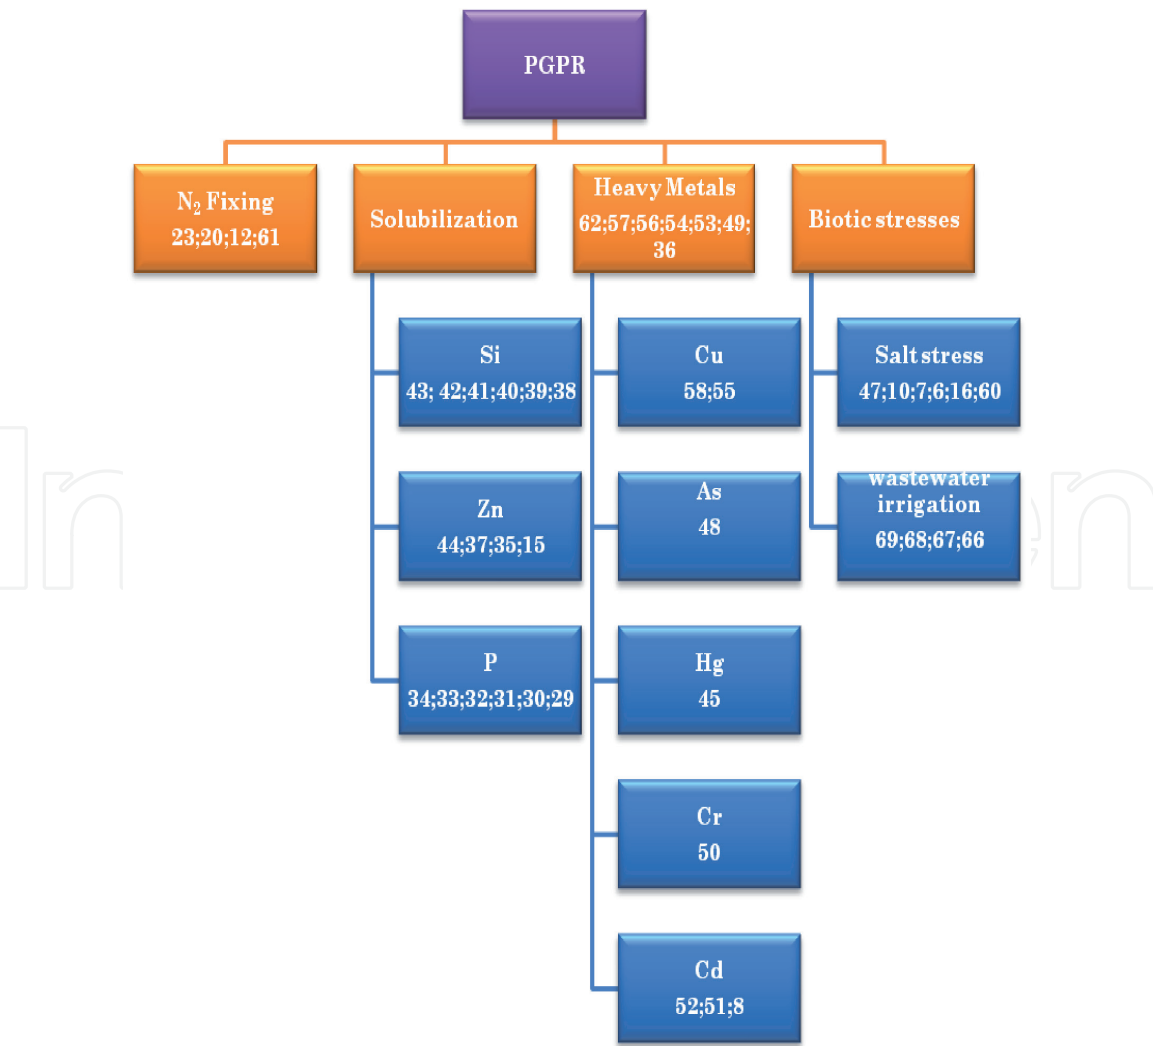 PGPR
N₂ Fixing
23;20;12;61
Solubilization
Heavy Metals
62;57;56;54;53;49;
36
Biotic stresses
Si
43; 42;41;40;39;38
Cu
58;55
Salt stress
47;10;7;6;16;60
Zn
44;37;35;15
As
48
wastewater
irrigation
69;68;67;66
P
34;33;32;31;30;29
Hg
45
Cr
50
Cd
52;51;8